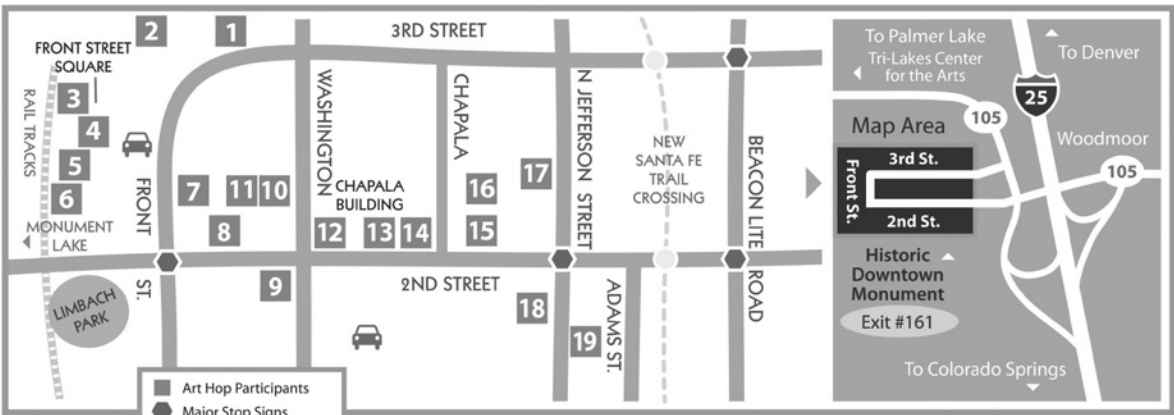 2
1
3RD STREET
FRONT STREET
SQUARE
RAIL TRACKS
3
4
5
6
MONUMENT
LAKE
LIMBACH
PARK
FRONT
ST.
7
11
10
8
9
WASHINGTON
CHAPALA
BUILDING
12
13
14
CHAPALA
16
15
17
N JEFFERSON STREET
2ND STREET
18
19
ADAMS ST.
NEW
SANTA FE
TRAIL
CROSSING
BEACON LITE
ROAD
Art Hop Participants
Major Stop Signs
To Palmer Lake
Tri-Lakes Center
for the Arts
To Denver
25
105
Map Area
Woodmoor
105
3rd St.
Front St.
2nd St.
Historic
Downtown
Monument
Exit #161
To Colorado Springs